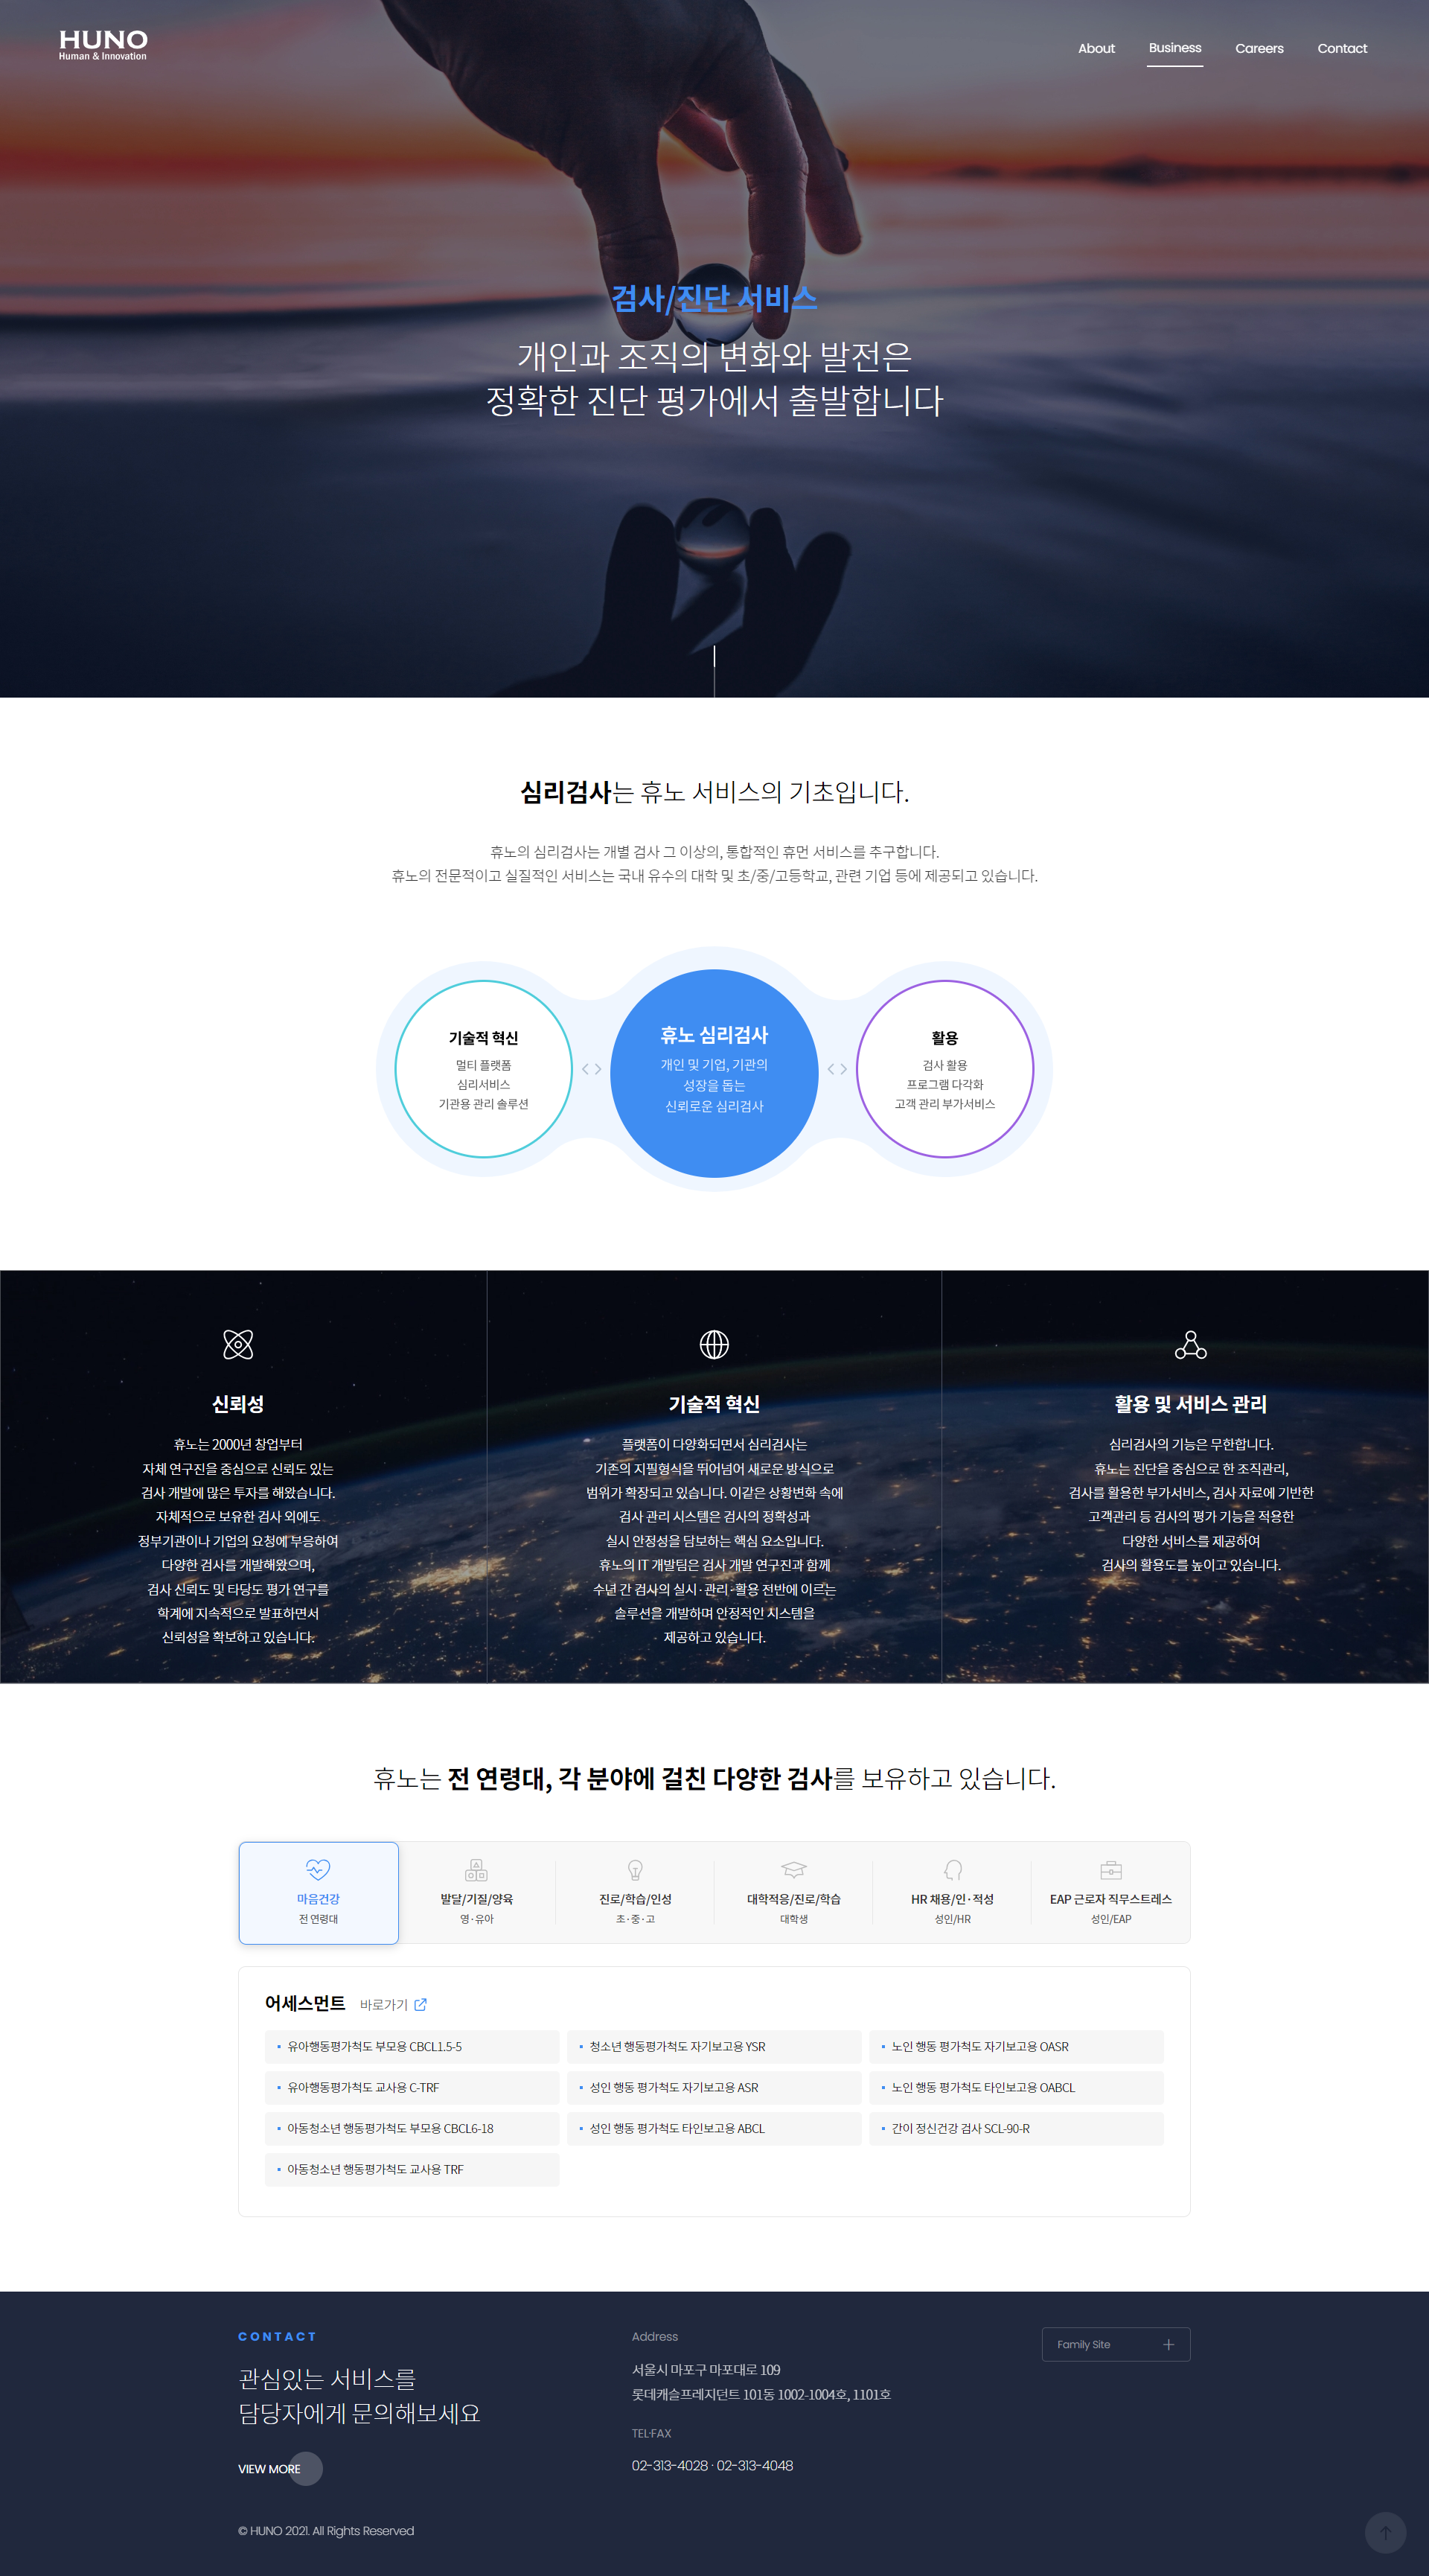 HUNO
Human & Innovation
About
Business
Careers
Contact
검사/진단 서비스
개인과 조직의 변화와 발전은
정확한 진단 평가에서 출발합니다
심리검사는 휴노 서비스의 기초입니다.
휴노의 심리검사는 개별 검사 그 이상의, 통합적인 휴먼 서비스를 추구합니다.
휴노의 전문적이고 실질적인 서비스는 국내 유수의 대학 및 초/중/고등학교, 관련 기업 등에 제공되고 있습니다.
기술적 혁신
멀티 플랫폼
심리서비스
기관용 관리 솔루션
휴노 심리검사
개인 및 기업, 기관의
성장을 돕는
신뢰로운 심리검사
활용
검사 활용
프로그램 다각화
고객 관리 부가서비스
신뢰성
휴노는 2000년 창업부터
자체 연구진을 중심으로 신뢰도 있는
검사 개발에 많은 투자를 해왔습니다.
자체적으로 보유한 검사 외에도
정부기관이나 기업의 요청에 부응하여
다양한 검사를 개발해왔으며,
검사 신뢰도 및 타당도 평가 연구를
학계에 지속적으로 발표하면서
신뢰성을 확보하고 있습니다.
기술적 혁신
플랫폼이 다양화되면서 심리검사는
기존의 지필형식을 뛰어넘어 새로운 방식으로
범위가 확장되고 있습니다. 이같은 상황변화 속에
검사 관리 시스템은 검사의 정확성과
실시 안정성을 담보하는 핵심 요소입니다.
휴노의 IT 개발팀은 검사 개발 연구진과 함께
수년 간 검사의 실시·관리·활용 전반에 이르는
솔루션을 개발하며 안정적인 시스템을
제공하고 있습니다.
활용 및 서비스 관리
심리검사의 기능은 무한합니다.
휴노는 진단을 중심으로 한 조직관리,
검사를 활용한 부가서비스, 검사 자료에 기반한
고객관리 등 검사의 평가 기능을 적용한
다양한 서비스를 제공하여
검사의 활용도를 높이고 있습니다.
휴노는 전 연령대, 각 분야에 걸친 다양한 검사를 보유하고 있습니다.
마음건강
전 연령대
발달/기질/양육
영·유아
진로/학습/인성
초·중·고
대학적응/진로/학습
대학생
HR 채용/인·적성
성인/HR
EAP 근로자 직무스트레스
성인/EAP
어세스먼트 바로가기
유아행동평가척도 부모용 CBCL1.5-5
청소년 행동평가척도 자기보고용 YSR
노인 행동 평가척도 자기보고용 OASR
유아행동평가척도 교사용 C-TRF
성인 행동 평가척도 자기보고용 ASR
노인 행동 평가척도 타인보고용 OABCL
아동청소년 행동평가척도 부모용 CBCL6-18
성인 행동 평가척도 타인보고용 ABCL
간이 정신건강 검사 SCL-90-R
아동청소년 행동평가척도 교사용 TRF
CONTACT
관심있는 서비스를
담당자에게 문의해보세요
VIEW MORE
Address
서울시 마포구 마포대로 109
롯데캐슬프레지던트 101동 1002-1004호, 1101호
TEL·FAX
02-313-4028 · 02-313-4048
Family Site
© HUNO 2021. All Rights Reserved